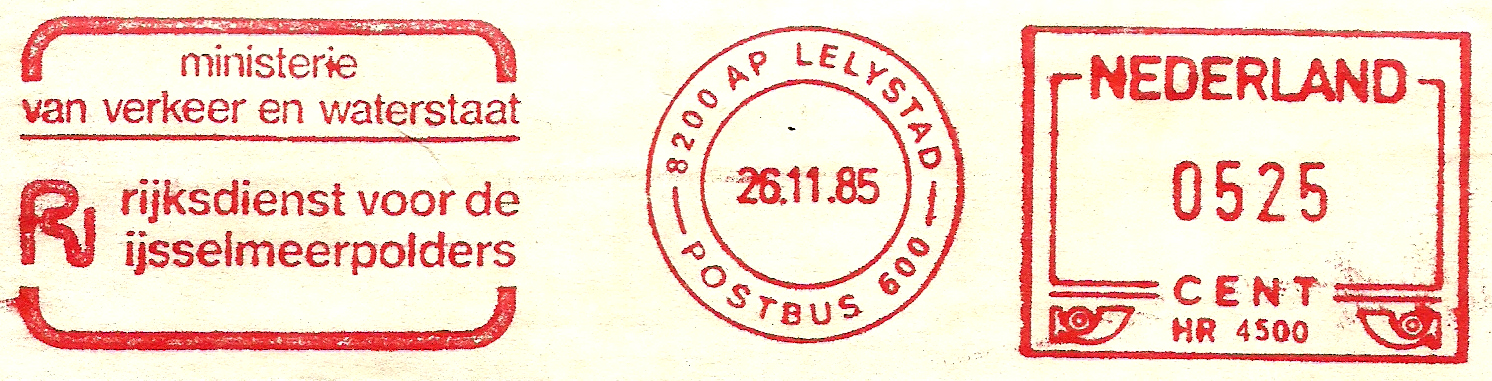 ministerie
van verkeer en waterstaat
rijksdienst voor de
ijsselmeerpolders
8200 AP LELYSTAD
26.11.85
POSTBUS 600
NEDERLAND
0525
CENT
HR 4500